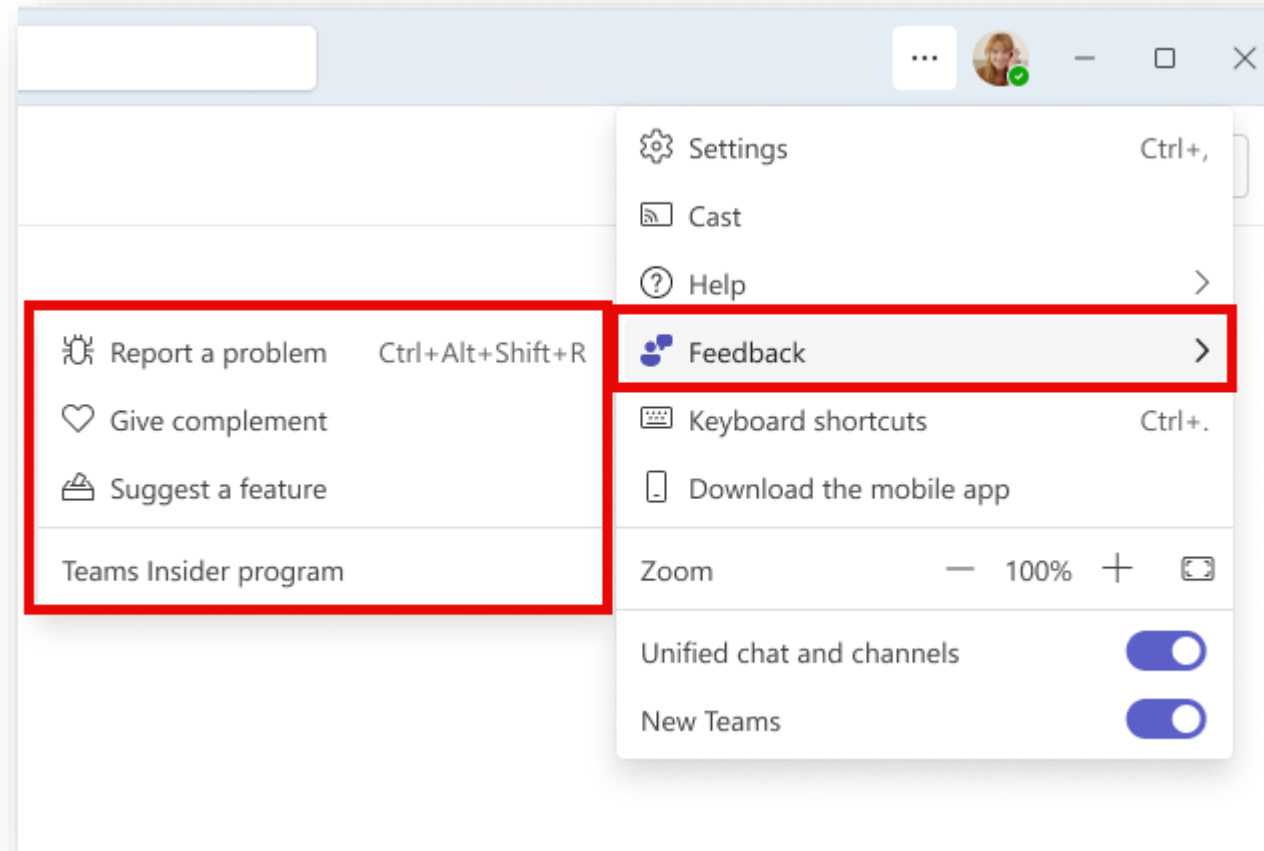 ...
Settings Ctrl+,
Cast
Help
Feedback
Report a problem Ctrl+Alt+Shift+R
Give complement
Suggest a feature
Teams Insider program
Keyboard shortcuts Ctrl+.
Download the mobile app
Zoom — 100% +
Unified chat and channels
New Teams